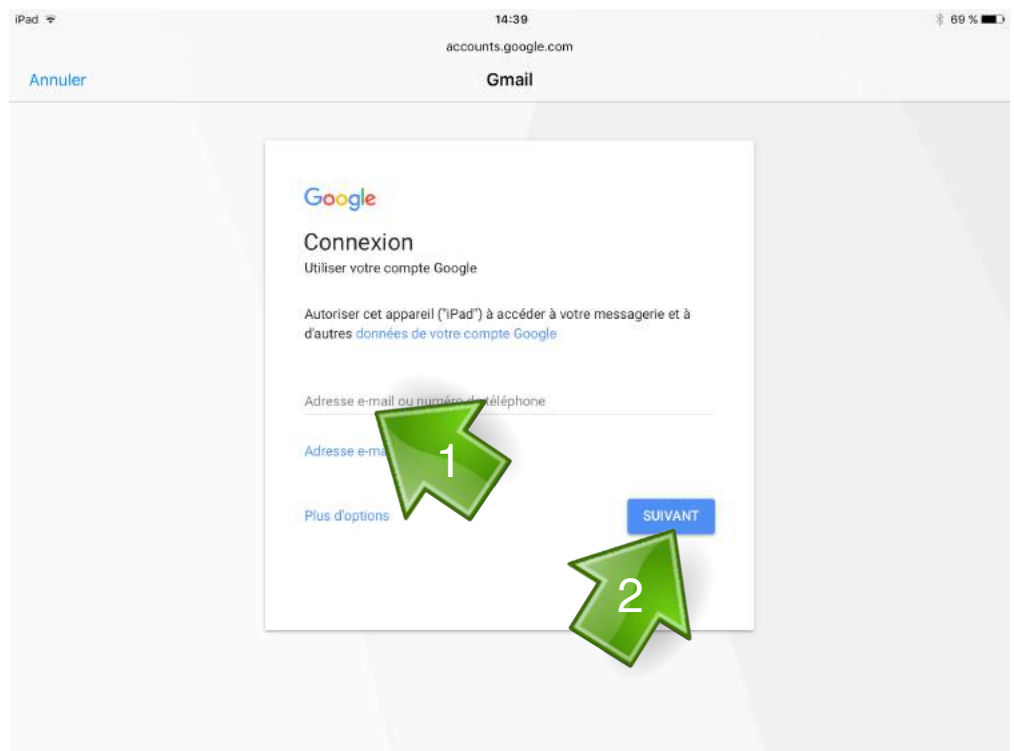 iPad 14:39 69 %
accounts.google.com
Annuler Gmail
Google
Connexion
Utiliser votre compte Google
Autoriser cet appareil ("iPad") à accéder à votre messagerie et à
d'autres données de votre compte Google
Adresse e-mail ou numéro de téléphone
Adresse
1
Plus d'options SUIVANT
2